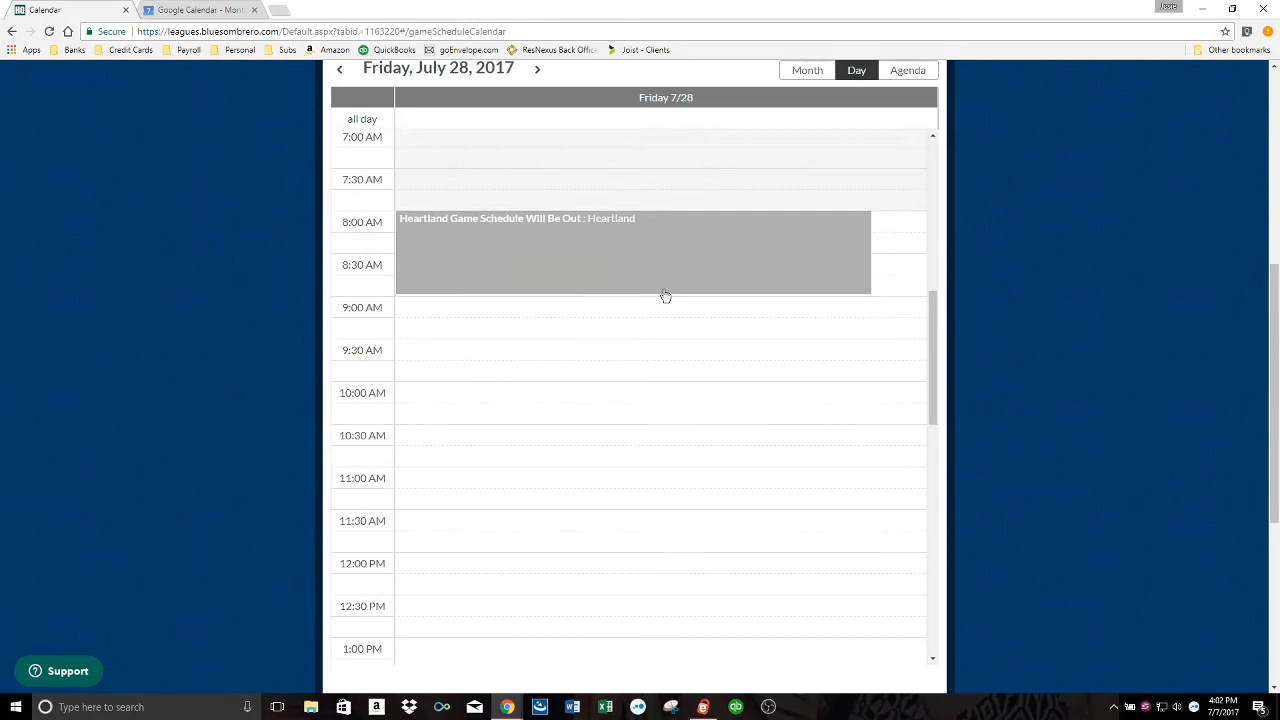 Calendar
Google Calendar - Mont
Secure
https://leagues.bluesombrero.com/Default.aspx?tabid=1163220#/gameScheduleCalendar
Apps
Banks
Credit Cards
Payroll
Personal
Subs
Amazon
QuickBooks
goEnvelope.com
ResNexus Back Office
Joist - Clients
Other bookmarks
Friday, July 28, 2017
Month
Day
Agenda
Friday 7/28
all day
7:00 AM
7:30 AM
8:00 AM
Heartland Game Schedule Will Be Out : Heartland
8:30 AM
9:00 AM
9:30 AM
10:00 AM
10:30 AM
11:00 AM
11:30 AM
12:00 PM
12:30 PM
1:00 PM
Support
Type here to search
4:02 PM
7/7/2017